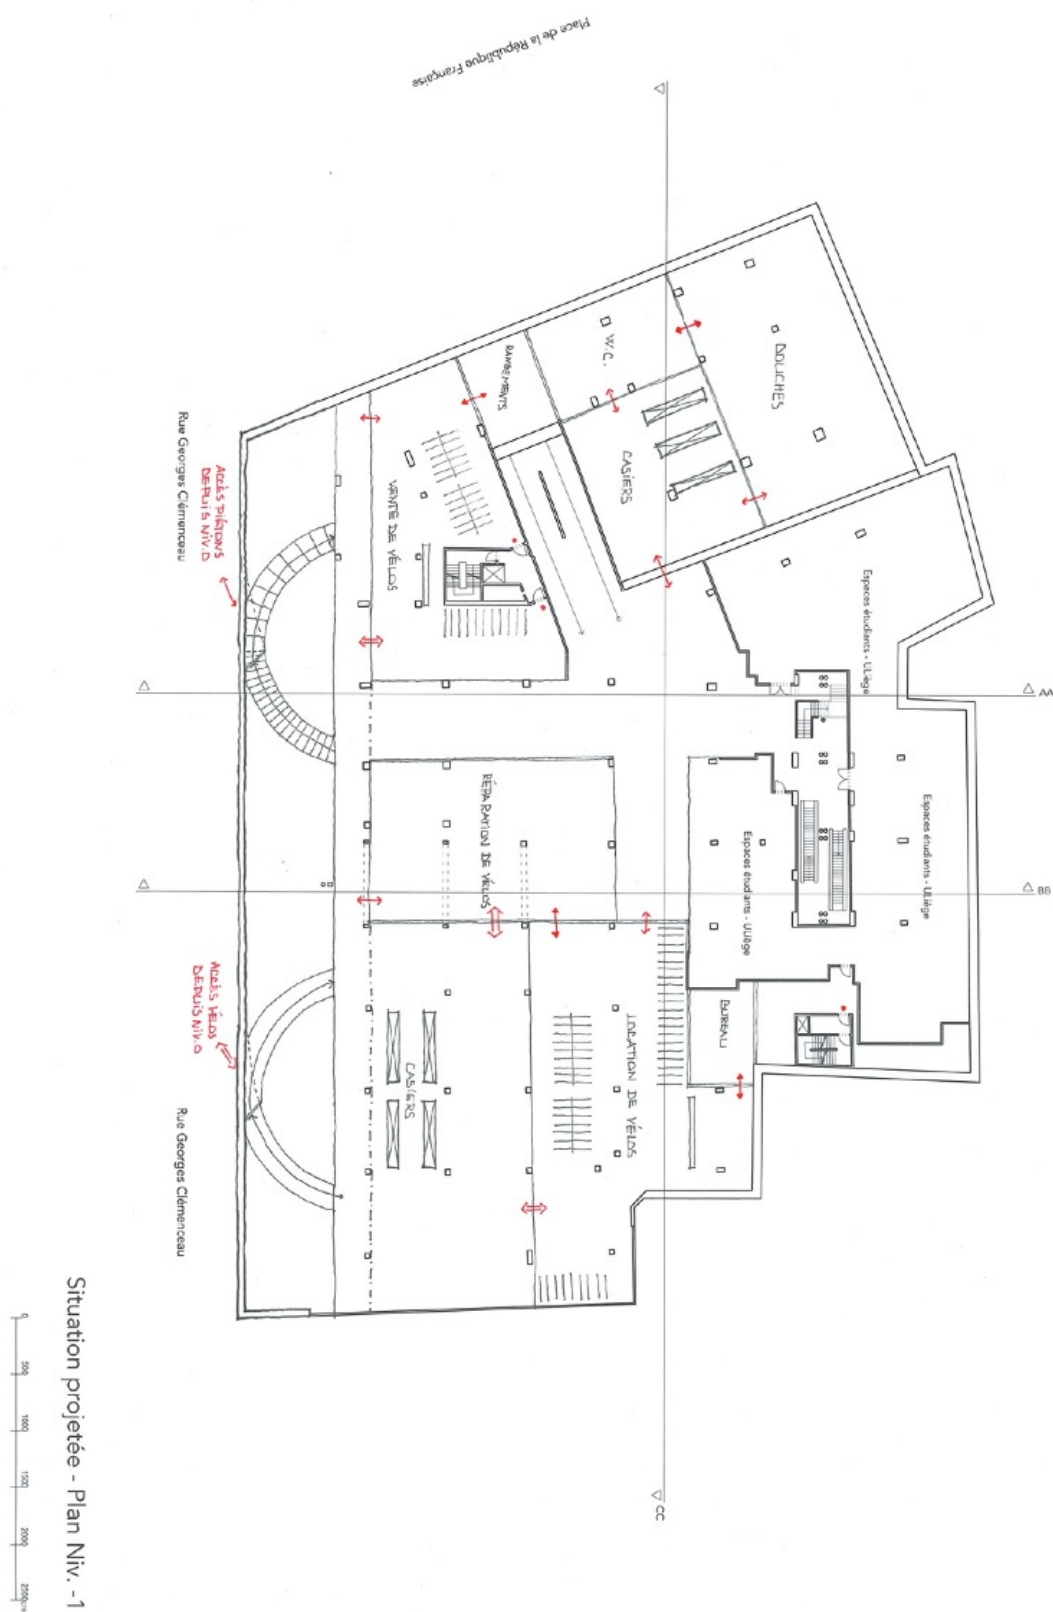 Place de la République Française
DOUCHES
W.C.
RANGEMENTS
CASIERS
VENTE DE VÉLOS
Rue Georges Clémenceau
ACCÈS PIÉTONS
DEPUIS NIV.0
Espaces étudiants - ULiège
AA
RÉPARATION DE VÉLOS
Espaces étudiants - ULiège
Espaces étudiants - ULiège
BB
BUREAU
LOCATION DE VÉLOS
CASIERS
ACCÈS VÉLOS
DEPUIS NIV.0
Rue Georges Clémenceau
CC
Situation projetée - Plan Niv. -1
0 500 1000 1500 2000 2500cm